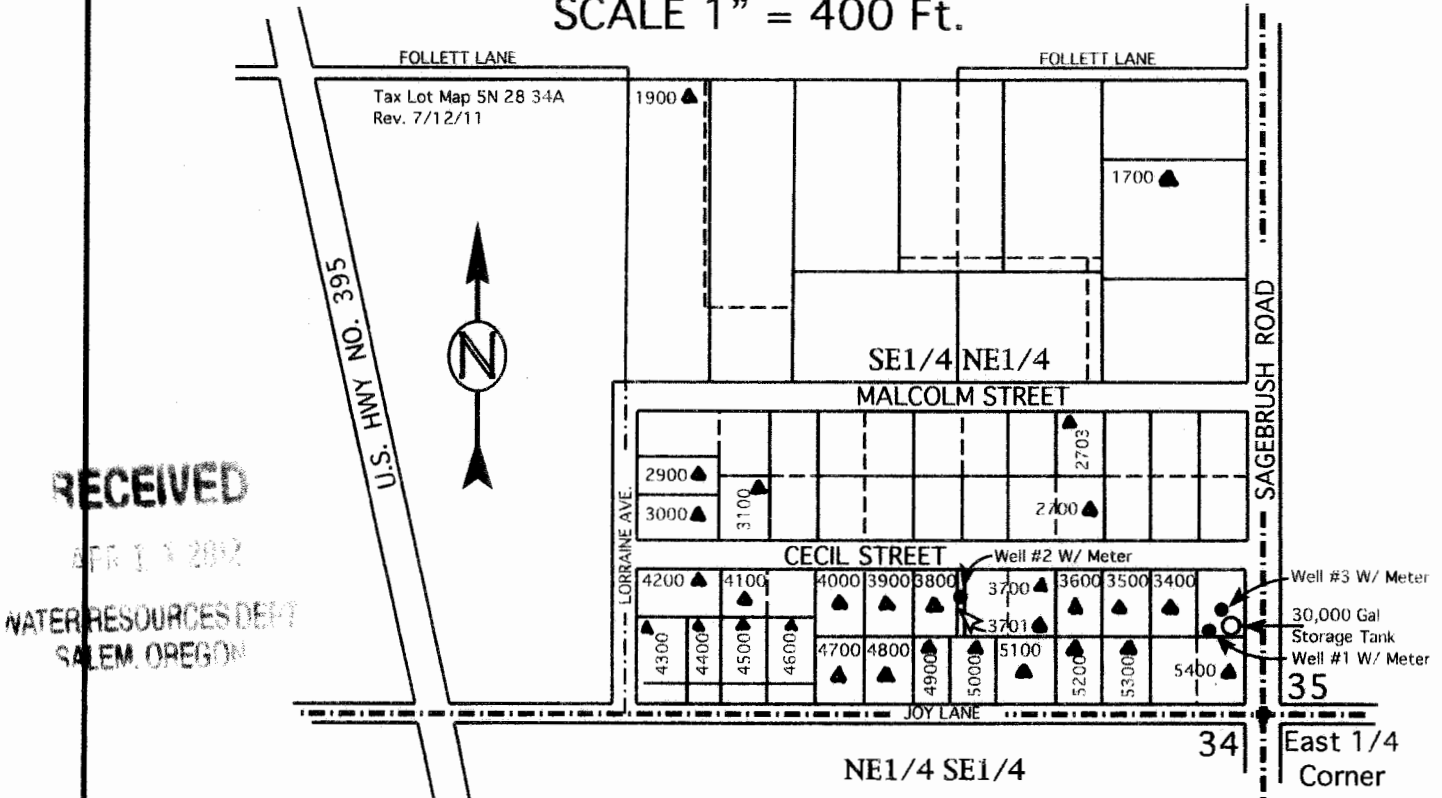 SCALE 1" = 400 Ft.
FOLLETT LANE
FOLLETT LANE
Tax Lot Map 5N 28 34A
Rev. 7/12/11
1900
1700
U.S. HWY NO. 395
N
SAGEBRUSH ROAD
SE1/4 NE1/4
MALCOLM STREET
2703
2900
3000
3100
2700
RECEIVED
APR 2012
WATER RESOURCES DEPT
SALEM, OREGON
LORRAINE AVE.
CECIL STREET
Well #2 W/ Meter
4200
4100
4000
3900
3800
3700
3701
3600
3500
3400
Well #3 W/ Meter
30,000 Gal
Storage Tank
Well #1 W/ Meter
4300
4400
4500
4600
4700
4800
4900
5000
5100
5200
5300
5400
35
JOY LANE
34
East 1/4
Corner
NE1/4 SE1/4